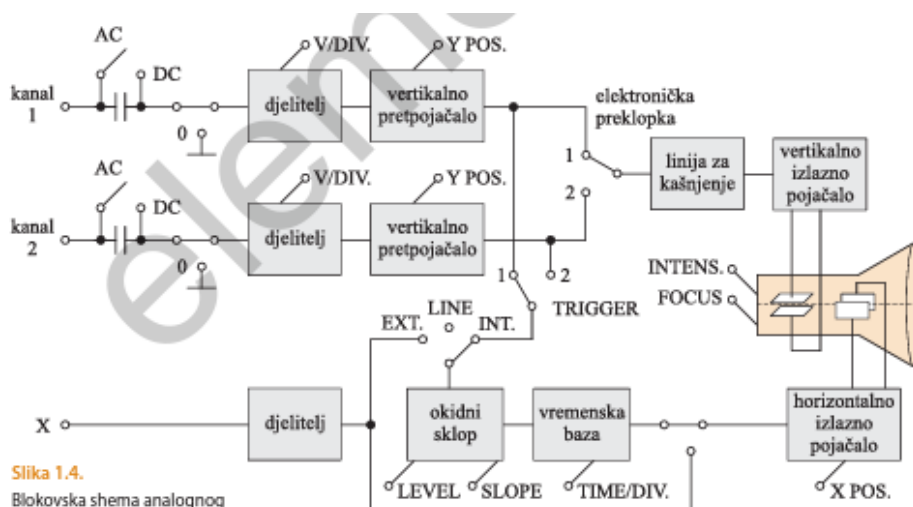 AC
V/DIV.
Y POS.
kanal
1
DC
0
djelitelj
vertikalno
pretpojačalo
elektronička
preklopka
1
2
linija za
kašnjenje
vertikalno
izlazno
pojačalo
AC
V/DIV.
Y POS.
kanal
2
DC
0
djelitelj
vertikalno
pretpojačalo
1
2
TRIGGER
INTENS.
FOCUS
EXT.
LINE
INT.
X
djelitelj
okidni
sklop
vremenska
baza
horizontalno
izlazno
pojačalo
LEVEL
SLOPE
TIME/DIV.
X POS.
Slika 1.4.
Blokovska shema analognog
elem